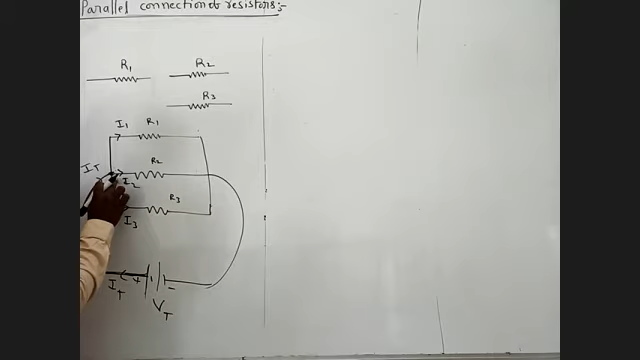 Parallel connection of resistors:-
R1 R2
R3
I1 R1
IT R2
I2
R3
I3
+ -
IT
VT